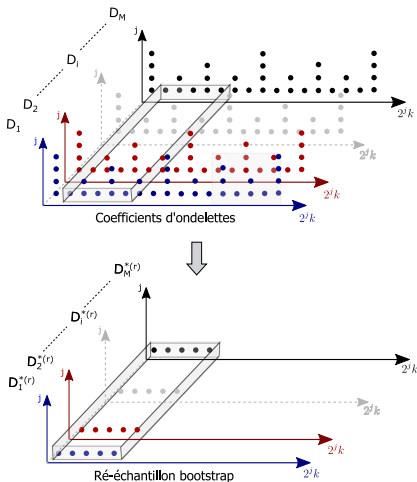 D_M
D_i
D_2
D_1
j
j
j
j
2^j k
2^j k
2^j k
2^j k
Coefficients d'ondelettes
D_M^{*(r)}
D_i^{*(r)}
D_2^{*(r)}
D_1^{*(r)}
j
j
j
j
2^j k
2^j k
2^j k
2^j k
Ré-échantillon bootstrap